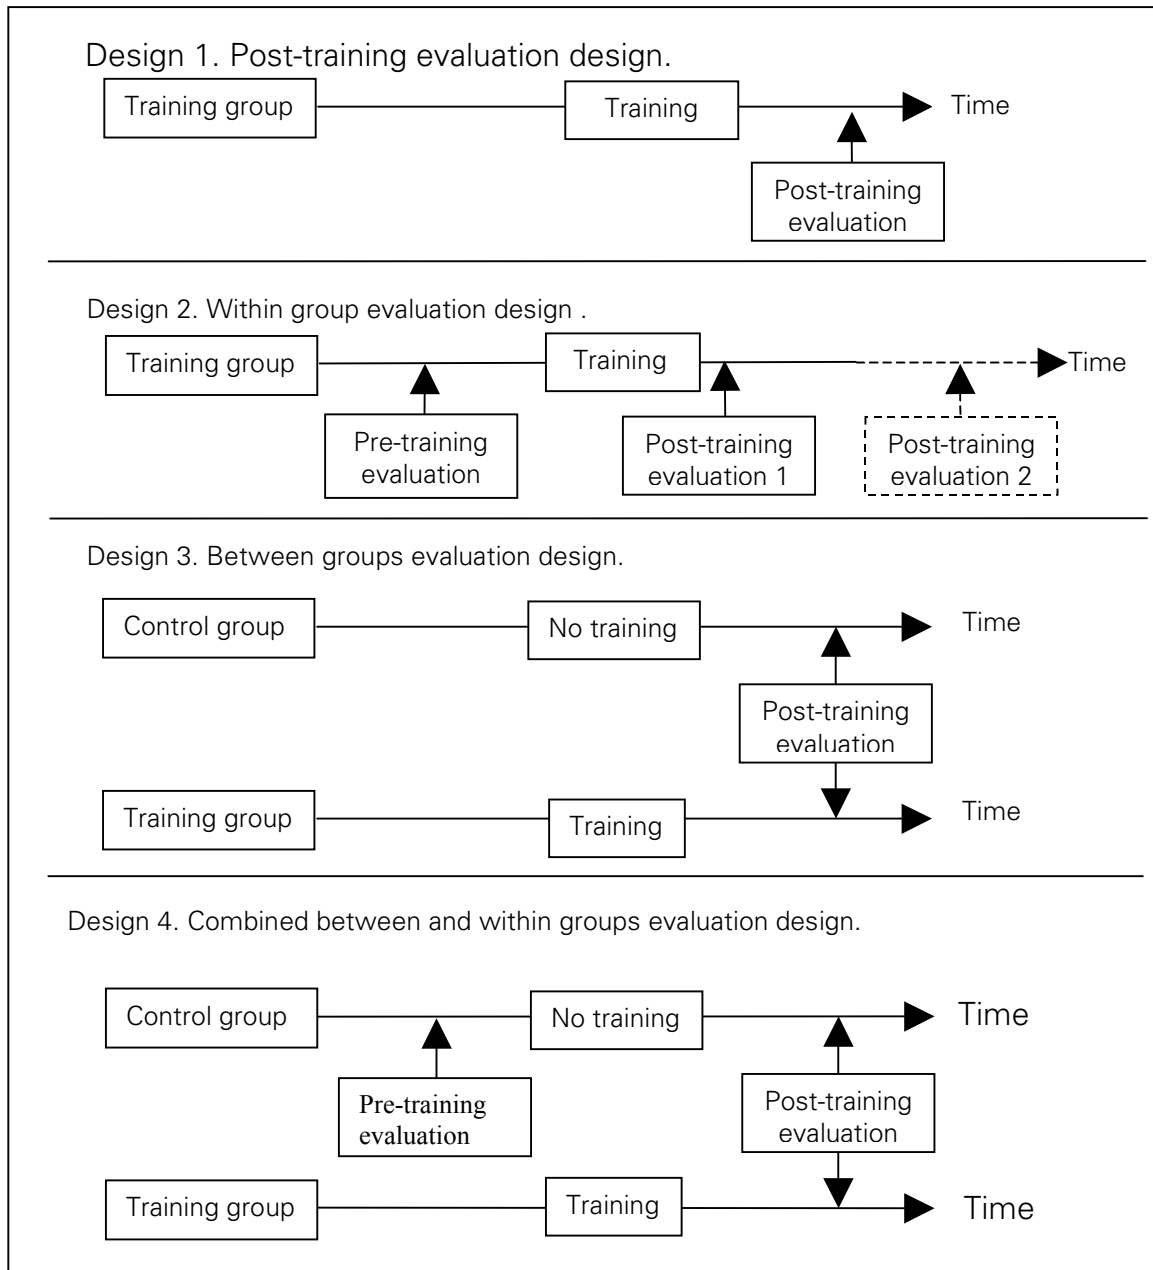 Design 1. Post-training evaluation design.
Training group
Training
Time
Post-training
evaluation
Design 2. Within group evaluation design .
Training group
Training
Time
Pre-training
evaluation
Post-training
evaluation 1
Post-training
evaluation 2
Design 3. Between groups evaluation design.
Control group
No training
Time
Post-training
evaluation
Training group
Training
Time
Design 4. Combined between and within groups evaluation design.
Control group
No training
Time
Pre-training
evaluation
Post-training
evaluation
Training group
Training
Time